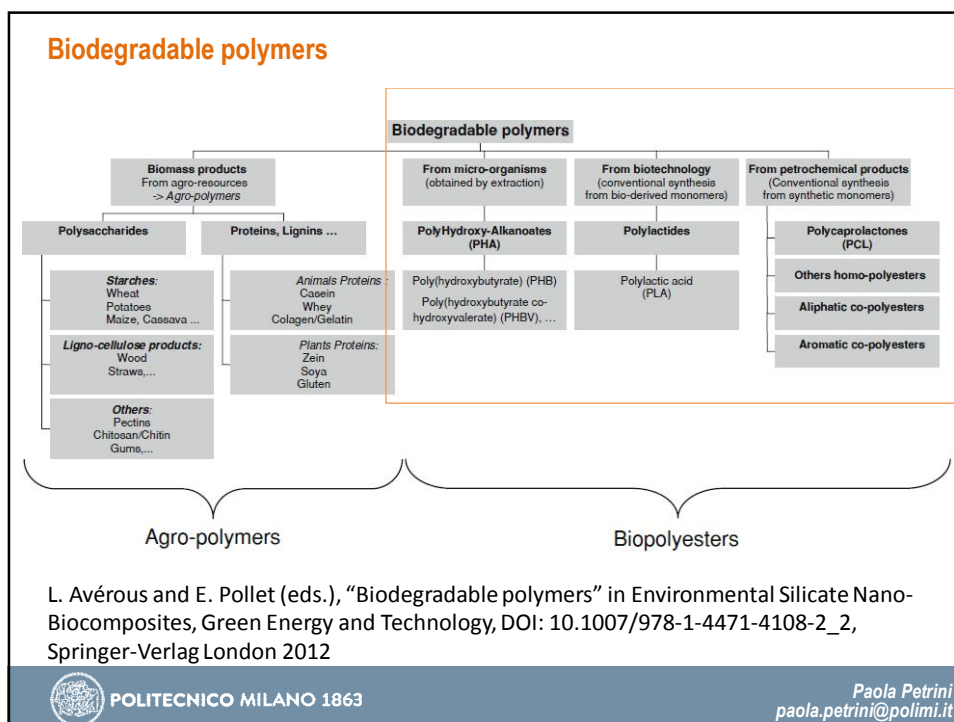 Biodegradable polymers
Biodegradable polymers
Biomass products
From agro-resources
-> Agro-polymers
From micro-organisms
(obtained by extraction)
From biotechnology
(conventional synthesis
from bio-derived monomers)
From petrochemical products
(Conventional synthesis
from synthetic monomers)
Polysaccharides
Proteins, Lignins ...
PolyHydroxy-Alkanoates
(PHA)
Polylactides
Polycaprolactones
(PCL)
Starches:
Wheat
Potatoes
Maize, Cassava ...
Animals Proteins :
Casein
Whey
Colagen/Gelatin
Poly(hydroxybutyrate) (PHB)
Poly(hydroxybutyrate co-
hydroxyvalerate) (PHBV), ...
Polylactic acid
(PLA)
Others homo-polyesters
Aliphatic co-polyesters
Aromatic co-polyesters
Ligno-cellulose products:
Wood
Straws,...
Plants Proteins:
Zein
Soya
Gluten
Others:
Pectins
Chitosan/Chitin
Gums,...
Agro-polymers
Biopolyesters
L. Avérous and E. Pollet (eds.), “Biodegradable polymers” in Environmental Silicate Nano-
Biocomposites, Green Energy and Technology, DOI: 10.1007/978-1-4471-4108-2_2,
Springer-Verlag London 2012
POLITECNICO MILANO 1863
Paola Petrini
paola.petrini@polimi.it